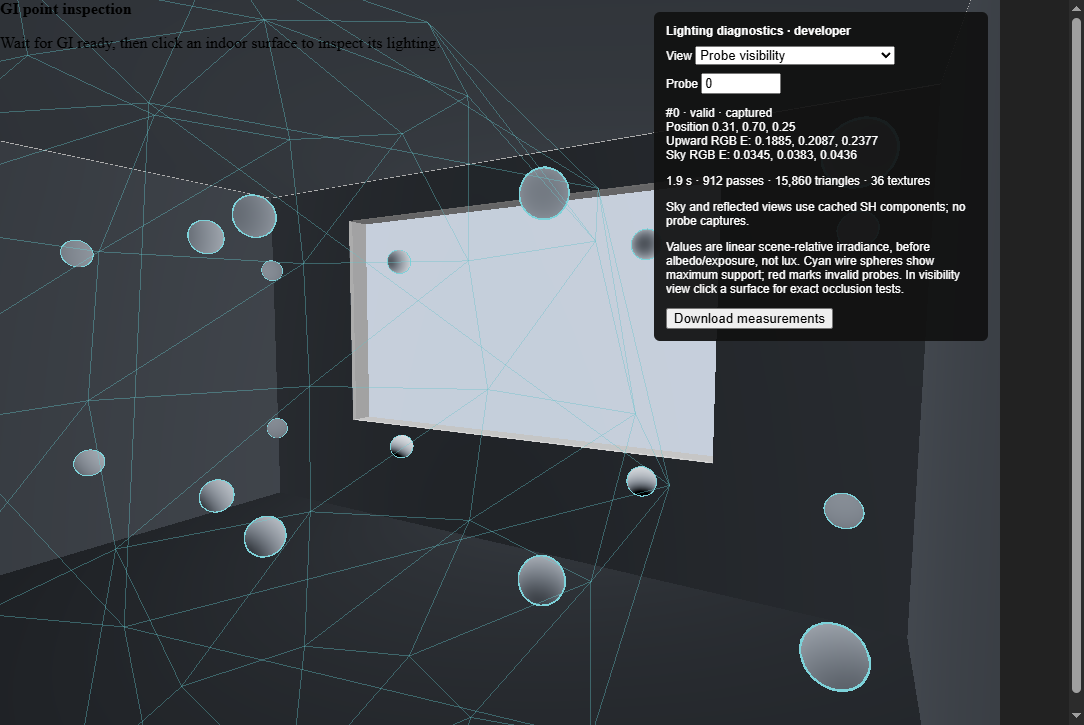 GI point inspection
Wait for GI ready, then click an indoor surface to inspect its lighting.
Lighting diagnostics · developer
View Probe visibility
Probe 0
#0 · valid · captured
Position 0.31, 0.70, 0.25
Upward RGB E: 0.1885, 0.2087, 0.2377
Sky RGB E: 0.0345, 0.0383, 0.0436
1.9 s · 912 passes · 15,860 triangles · 36 textures
Sky and reflected views use cached SH components; no
probe captures.
Values are linear scene-relative irradiance, before
albedo/exposure, not lux. Cyan wire spheres show
maximum support; red marks invalid probes. In visibility
view click a surface for exact occlusion tests.
Download measurements